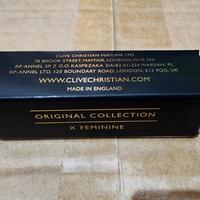 CLIVE CHRISTIAN PERFUME LTD.
76 BROOK STREET, MAYFAIR, LONDON, W1K 5EE
RP: ANNEL SP. Z O.O KASPRZAKA 31A/82 01-234 WARSAW, PL
RP: ANNEL LTD. 120 BOUNDARY ROAD, LONDON, E13 9QG, UK
WWW.CLIVECHRISTIAN.COM
MADE IN ENGLAND
ORIGINAL COLLECTION
X FEMININE